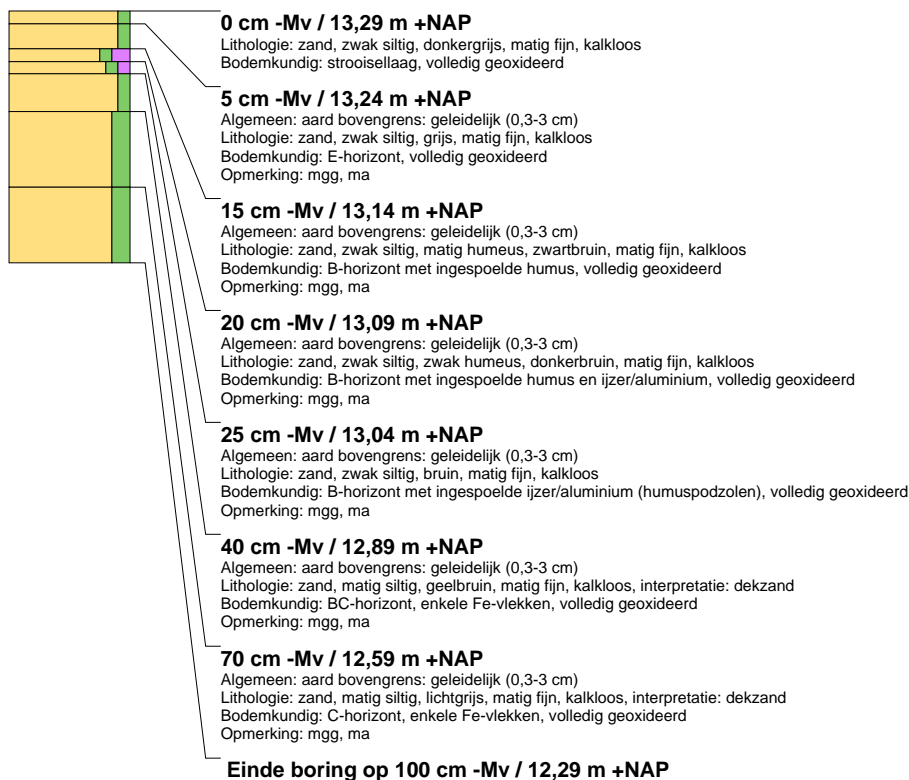 0 cm -Mv / 13,29 m +NAP
Lithologie: zand, zwak siltig, donkergrijs, matig fijn, kalkloos
Bodemkundig: strooisellaag, volledig geoxideerd
5 cm -Mv / 13,24 m +NAP
Algemeen: aard bovengrens: geleidelijk (0,3-3 cm)
Lithologie: zand, zwak siltig, grijs, matig fijn, kalkloos
Bodemkundig: E-horizont, volledig geoxideerd
Opmerking: mgg, ma
15 cm -Mv / 13,14 m +NAP
Algemeen: aard bovengrens: geleidelijk (0,3-3 cm)
Lithologie: zand, zwak siltig, matig humeus, zwartbruin, matig fijn, kalkloos
Bodemkundig: B-horizont met ingespoelde humus, volledig geoxideerd
Opmerking: mgg, ma
20 cm -Mv / 13,09 m +NAP
Algemeen: aard bovengrens: geleidelijk (0,3-3 cm)
Lithologie: zand, zwak siltig, zwak humeus, donkerbruin, matig fijn, kalkloos
Bodemkundig: B-horizont met ingespoelde humus en ijzer/aluminium, volledig geoxideerd
Opmerking: mgg, ma
25 cm -Mv / 13,04 m +NAP
Algemeen: aard bovengrens: geleidelijk (0,3-3 cm)
Lithologie: zand, zwak siltig, bruin, matig fijn, kalkloos
Bodemkundig: B-horizont met ingespoelde ijzer/aluminium (humuspodzolen), volledig geoxideerd
Opmerking: mgg, ma
40 cm -Mv / 12,89 m +NAP
Algemeen: aard bovengrens: geleidelijk (0,3-3 cm)
Lithologie: zand, matig siltig, geelbruin, matig fijn, kalkloos, interpretatie: dekzand
Bodemkundig: BC-horizont, enkele Fe-vlekken, volledig geoxideerd
Opmerking: mgg, ma
70 cm -Mv / 12,59 m +NAP
Algemeen: aard bovengrens: geleidelijk (0,3-3 cm)
Lithologie: zand, matig siltig, lichtgrijs, matig fijn, kalkloos, interpretatie: dekzand
Bodemkundig: C-horizont, enkele Fe-vlekken, volledig geoxideerd
Opmerking: mgg, ma
Einde boring op 100 cm -Mv / 12,29 m +NAP